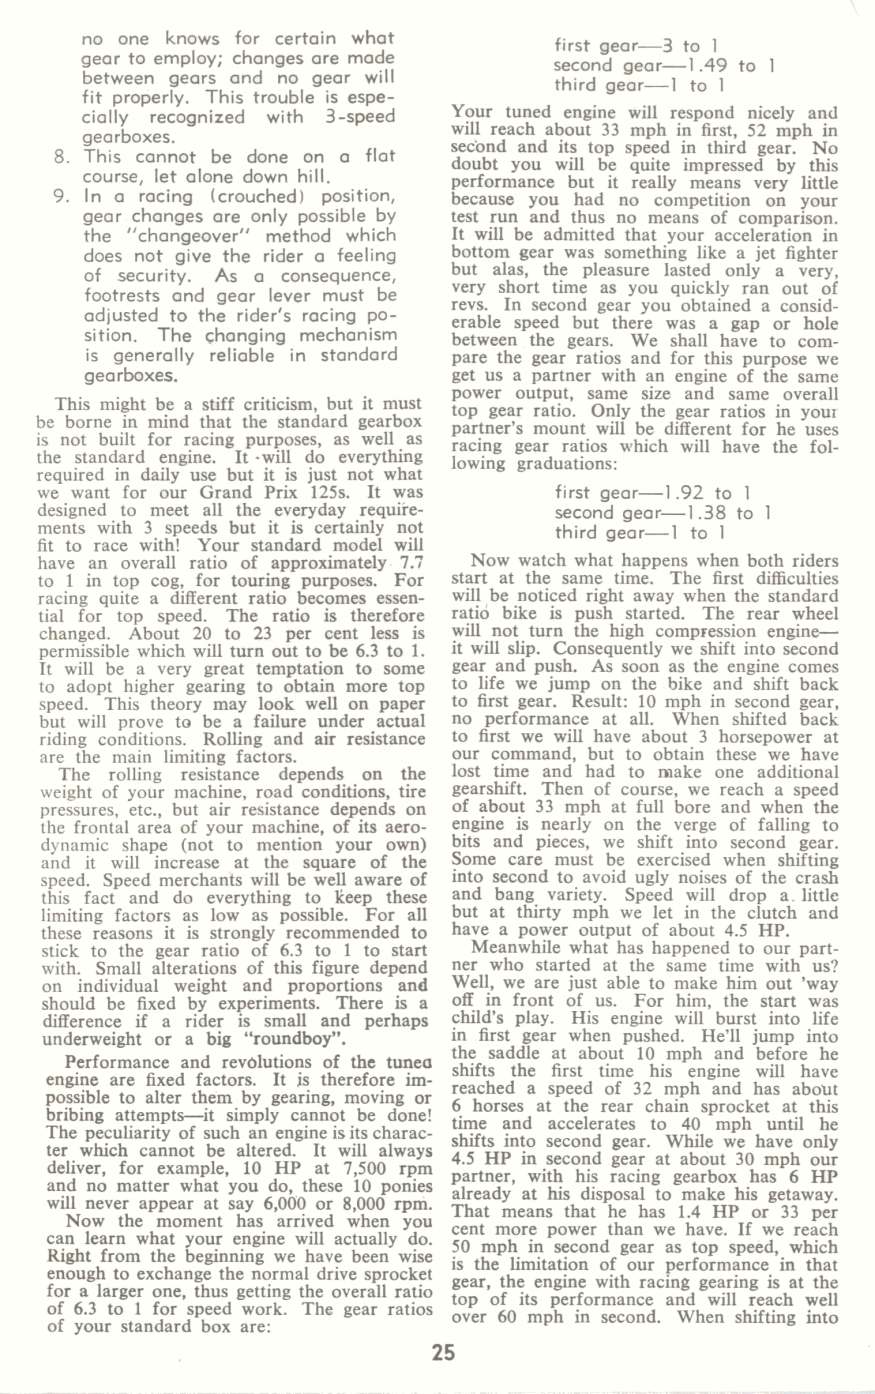 no one knows for certain what
gear to employ; changes are made
between gears and no gear will
fit properly. This trouble is espe-
cially recognized with 3-speed
gearboxes.
8. This cannot be done on a flat
course, let alone down hill.
9. In a racing (crouched) position,
gear changes are only possible by
the "changeover" method which
does not give the rider a feeling
of security. As a consequence,
footrests and gear lever must be
adjusted to the rider's racing po-
sition. The changing mechanism
is generally reliable in standard
gearboxes.
This might be a stiff criticism, but it must
be borne in mind that the standard gearbox
is not built for racing purposes, as well as
the standard engine. It will do everything
required in daily use but it is just not what
we want for our Grand Prix 125s. It was
designed to meet all the everyday require-
ments with 3 speeds but it is certainly not
fit to race with! Your standard model will
have an overall ratio of approximately 7.7
to 1 in top cog, for touring purposes. For
racing quite a different ratio becomes essen-
tial for top speed. The ratio is therefore
changed. About 20 to 23 per cent less is
permissible which will turn out to be 6.3 to 1.
It will be a very great temptation to some
to adopt higher gearing to obtain more top
speed. This theory may look well on paper
but will prove to be a failure under actual
riding conditions. Rolling and air resistance
are the main limiting factors.
The rolling resistance depends on the
weight of your machine, road conditions, tire
pressures, etc., but air resistance depends on
the frontal area of your machine, of its aero-
dynamic shape (not to mention your own)
and it will increase at the square of the
speed. Speed merchants will be well aware of
this fact and do everything to keep these
limiting factors as low as possible. For all
these reasons it is strongly recommended to
stick to the gear ratio of 6.3 to 1 to start
with. Small alterations of this figure depend
on individual weight and proportions and
should be fixed by experiments. There is a
difference if a rider is small and perhaps
underweight or a big "roundboy".
Performance and revolutions of the tuned
engine are fixed factors. It is therefore im-
possible to alter them by gearing, moving or
bribing attempts—it simply cannot be done!
The peculiarity of such an engine is its charac-
ter which cannot be altered. It will always
deliver, for example, 10 HP at 7,500 rpm
and no matter what you do, these 10 ponies
will never appear at say 6,000 or 8,000 rpm.
Now the moment has arrived when you
can learn what your engine will actually do.
Right from the beginning we have been wise
enough to exchange the normal drive sprocket
for a larger one, thus getting the overall ratio
of 6.3 to 1 for speed work. The gear ratios
of your standard box are:
first gear—3 to 1
second gear—1.49 to 1
third gear—1 to 1
Your tuned engine will respond nicely and
will reach about 33 mph in first, 52 mph in
second and its top speed in third gear. No
doubt you will be quite impressed by this
performance but it really means very little
because you had no competition on your
test run and thus no means of comparison.
It will be admitted that your acceleration in
bottom gear was something like a jet fighter
but alas, the pleasure lasted only a very,
very short time as you quickly ran out of
revs. In second gear you obtained a consid-
erable speed but there was a gap or hole
between the gears. We shall have to com-
pare the gear ratios and for this purpose we
get us a partner with an engine of the same
power output, same size and same overall
top gear ratio. Only the gear ratios in your
partner's mount will be different for he uses
racing gear ratios which will have the fol-
lowing graduations:
first gear—1.92 to 1
second gear—1.38 to 1
third gear—1 to 1
Now watch what happens when both riders
start at the same time. The first difficulties
will be noticed right away when the standard
ratio bike is push started. The rear wheel
will not turn the high compression engine—
it will slip. Consequently we shift into second
gear and push. As soon as the engine comes
to life we jump on the bike and shift back
to first gear. Result: 10 mph in second gear,
no performance at all. When shifted back
to first we will have about 3 horsepower at
our command, but to obtain these we have
lost time and had to make one additional
gearshift. Then of course, we reach a speed
of about 33 mph at full bore and when the
engine is nearly on the verge of falling to
bits and pieces, we shift into second gear.
Some care must be exercised when shifting
into second to avoid ugly noises of the crash
and bang variety. Speed will drop a little
but at thirty mph we let in the clutch and
have a power output of about 4.5 HP.
Meanwhile what has happened to our part-
ner who started at the same time with us?
Well, we are just able to make him out 'way
off in front of us. For him, the start was
child's play. His engine will burst into life
in first gear when pushed. He'll jump into
the saddle at about 10 mph and before he
shifts the first time his engine will have
reached a speed of 32 mph and has about
6 horses at the rear chain sprocket at this
time and accelerates to 40 mph until he
shifts into second gear. While we have only
4.5 HP in second gear at about 30 mph our
partner, with his racing gearbox has 6 HP
already at his disposal to make his getaway.
That means that he has 1.4 HP or 33 per
cent more power than we have. If we reach
50 mph in second gear as top speed, which
is the limitation of our performance in that
gear, the engine with racing gearing is at the
top of its performance and will reach well
over 60 mph in second. When shifting into
25